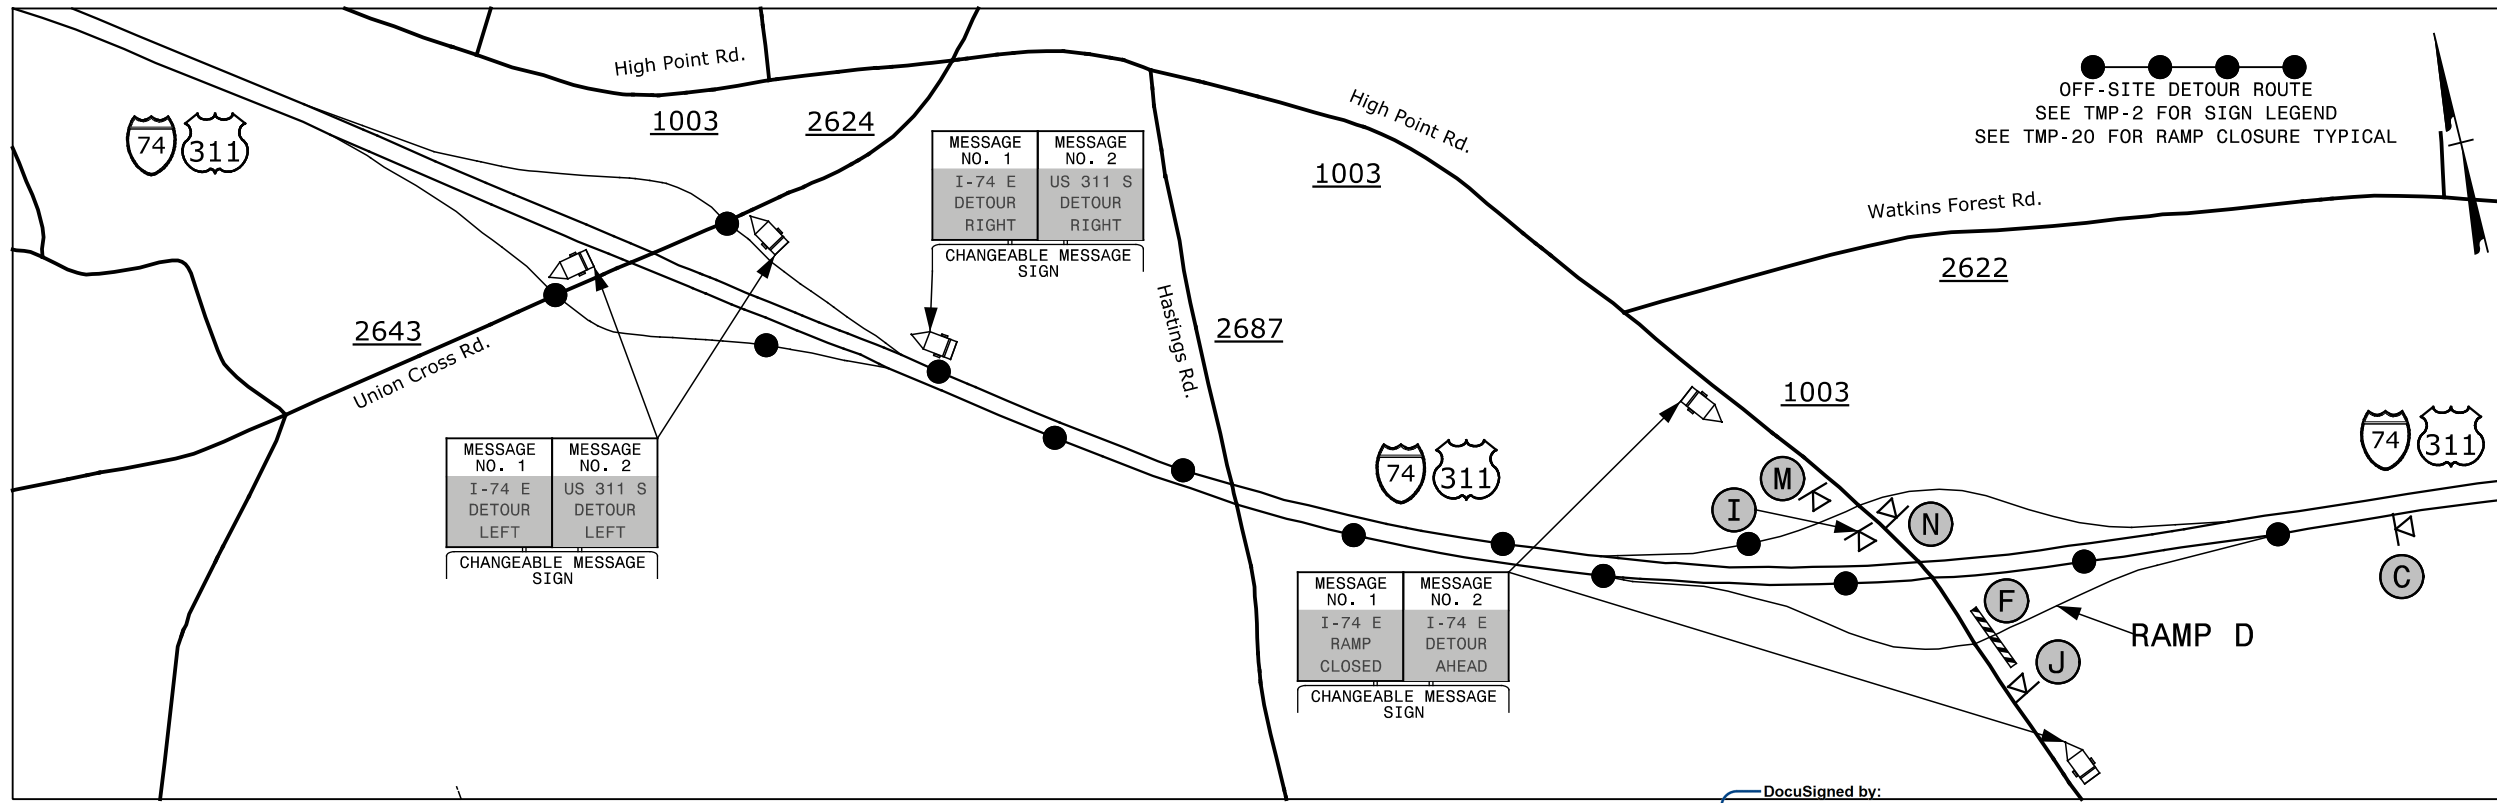 High Point Rd.
1003
2624
74
311
MESSAGE NO. 1
I-74 E
DETOUR
RIGHT
MESSAGE NO. 2
US 311 S
DETOUR
RIGHT
CHANGEABLE MESSAGE
SIGN
High Point Rd.
1003
OFF-SITE DETOUR ROUTE
SEE TMP-2 FOR SIGN LEGEND
SEE TMP-20 FOR RAMP CLOSURE TYPICAL
Watkins Forest Rd.
2622
2643
Union Cross Rd.
Hastings Rd.
2687
1003
MESSAGE NO. 1
I-74 E
DETOUR
LEFT
MESSAGE NO. 2
US 311 S
DETOUR
LEFT
CHANGEABLE MESSAGE
SIGN
74
311
74
311
M
I
N
C
F
J
RAMP D
MESSAGE NO. 1
I-74 E
RAMP
CLOSED
MESSAGE NO. 2
I-74 E
DETOUR
AHEAD
CHANGEABLE MESSAGE
SIGN
DocuSigned by: